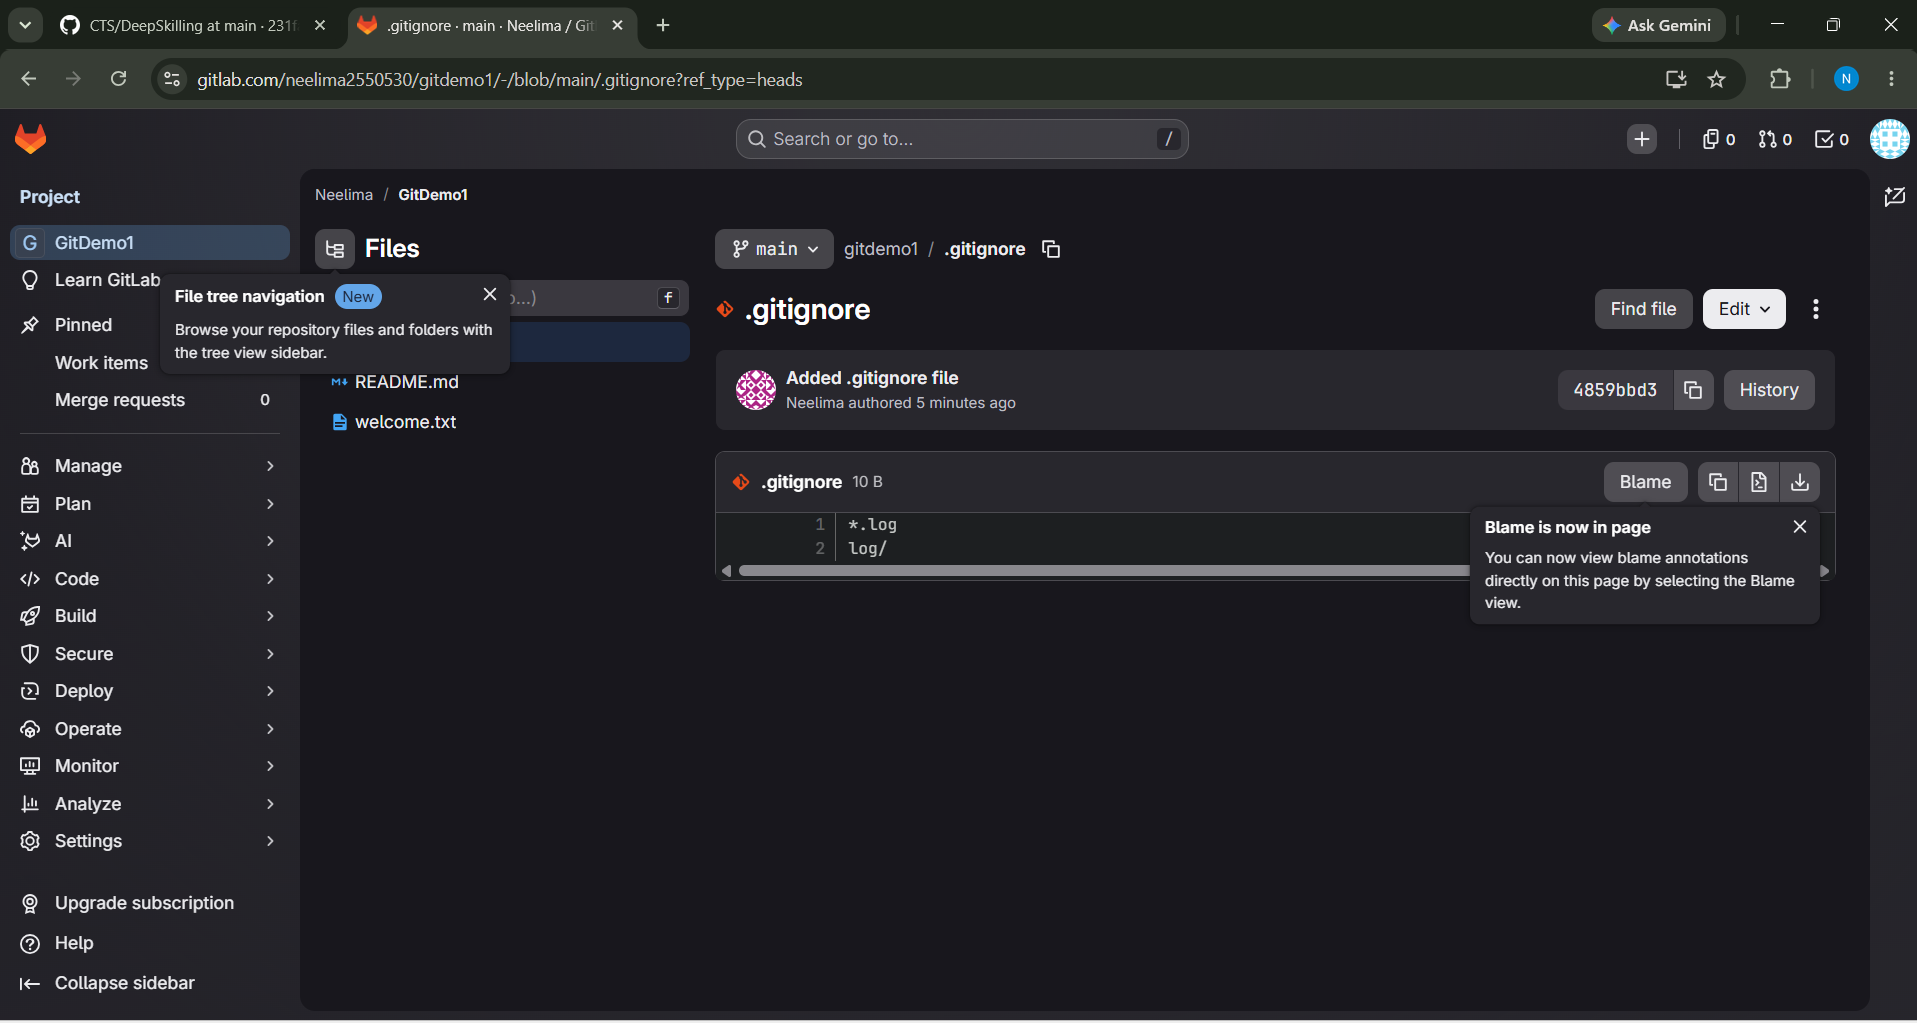 CTS/DeepSkilling at main · 231f
.gitignore · main · Neelima / Git
Ask Gemini
gitlab.com/neelima2550530/gitdemo1/-/blob/main/.gitignore?ref_type=heads
N
Search or go to...
/
0
0
0
Project
G GitDemo1
Learn GitLab
Pinned
Work items
Merge requests 0
Manage
Plan
AI
Code
Build
Secure
Deploy
Operate
Monitor
Analyze
Settings
Upgrade subscription
Help
Collapse sidebar
Neelima / GitDemo1
Files
f
File tree navigation New
Browse your repository files and folders with
the tree view sidebar.
README.md
welcome.txt
main
gitdemo1 / .gitignore
.gitignore
Find file
Edit
Added .gitignore file
Neelima authored 5 minutes ago
4859bbd3
History
.gitignore 10 B
Blame
1 *.log
2 log/
Blame is now in page
You can now view blame annotations
directly on this page by selecting the Blame
view.